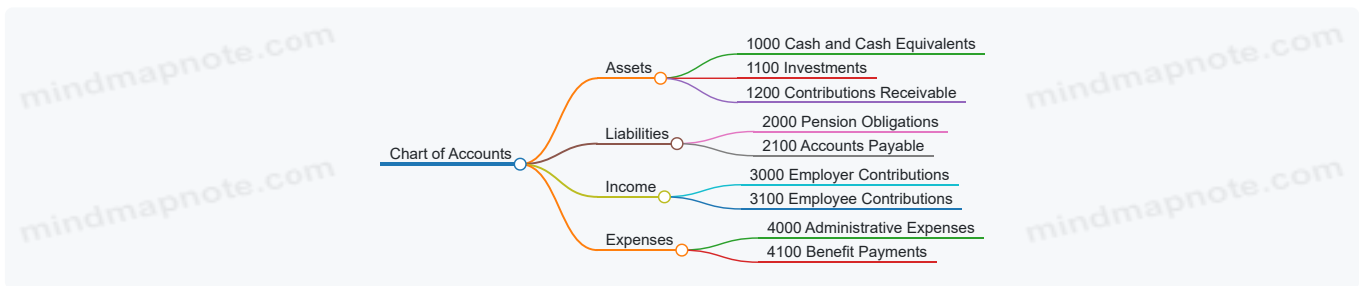 mindmapnote.com
mindmapnote.com
1000 Cash and Cash Equivalents
Assets
1100 Investments
1200 Contributions Receivable
2000 Pension Obligations
Liabilities
2100 Accounts Payable
Chart of Accounts
3000 Employer Contributions
Income
3100 Employee Contributions
mindmapnote.com
mindmapnote.com
4000 Administrative Expenses
Expenses
4100 Benefit Payments